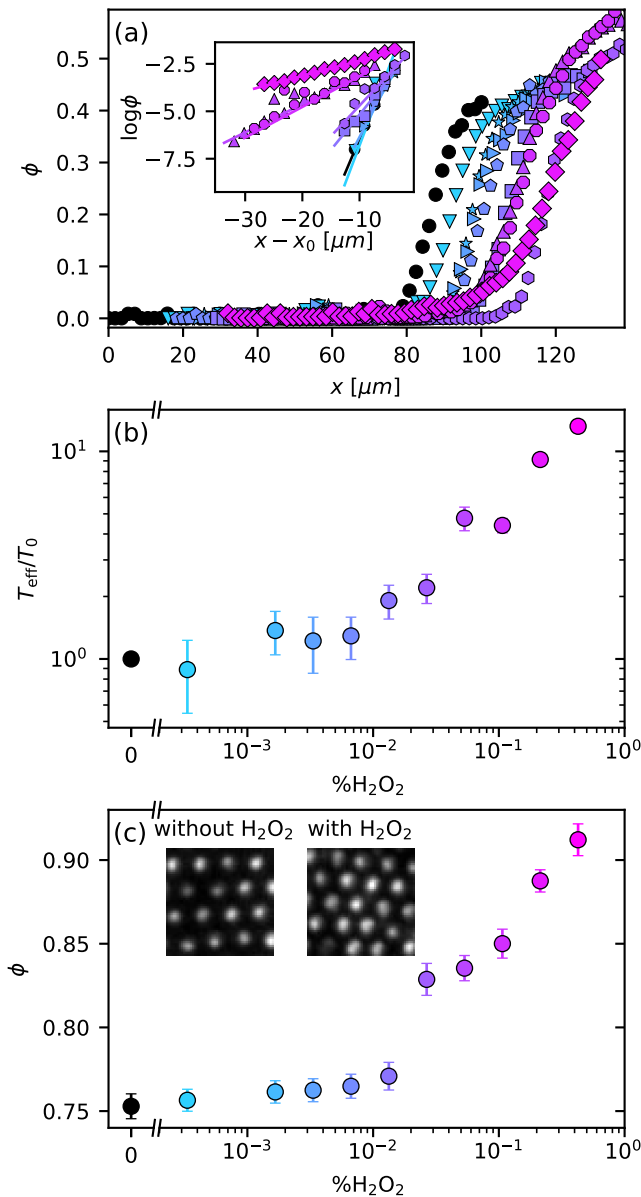 (a)
0.5
0.4
0.3
0.2
0.1
0.0
ϕ
−2.5
−5.0
−7.5
logϕ
−30 −20 −10
x − x₀ [μm]
0 20 40 60 80 100 120
x [μm]
(b)
10¹
10⁰
T_eff/T₀
0 10⁻³ 10⁻² 10⁻¹ 10⁰
%H₂O₂
(c)
without H₂O₂ with H₂O₂
0.90
0.85
0.80
0.75
ϕ
0 10⁻³ 10⁻² 10⁻¹ 10⁰
%H₂O₂